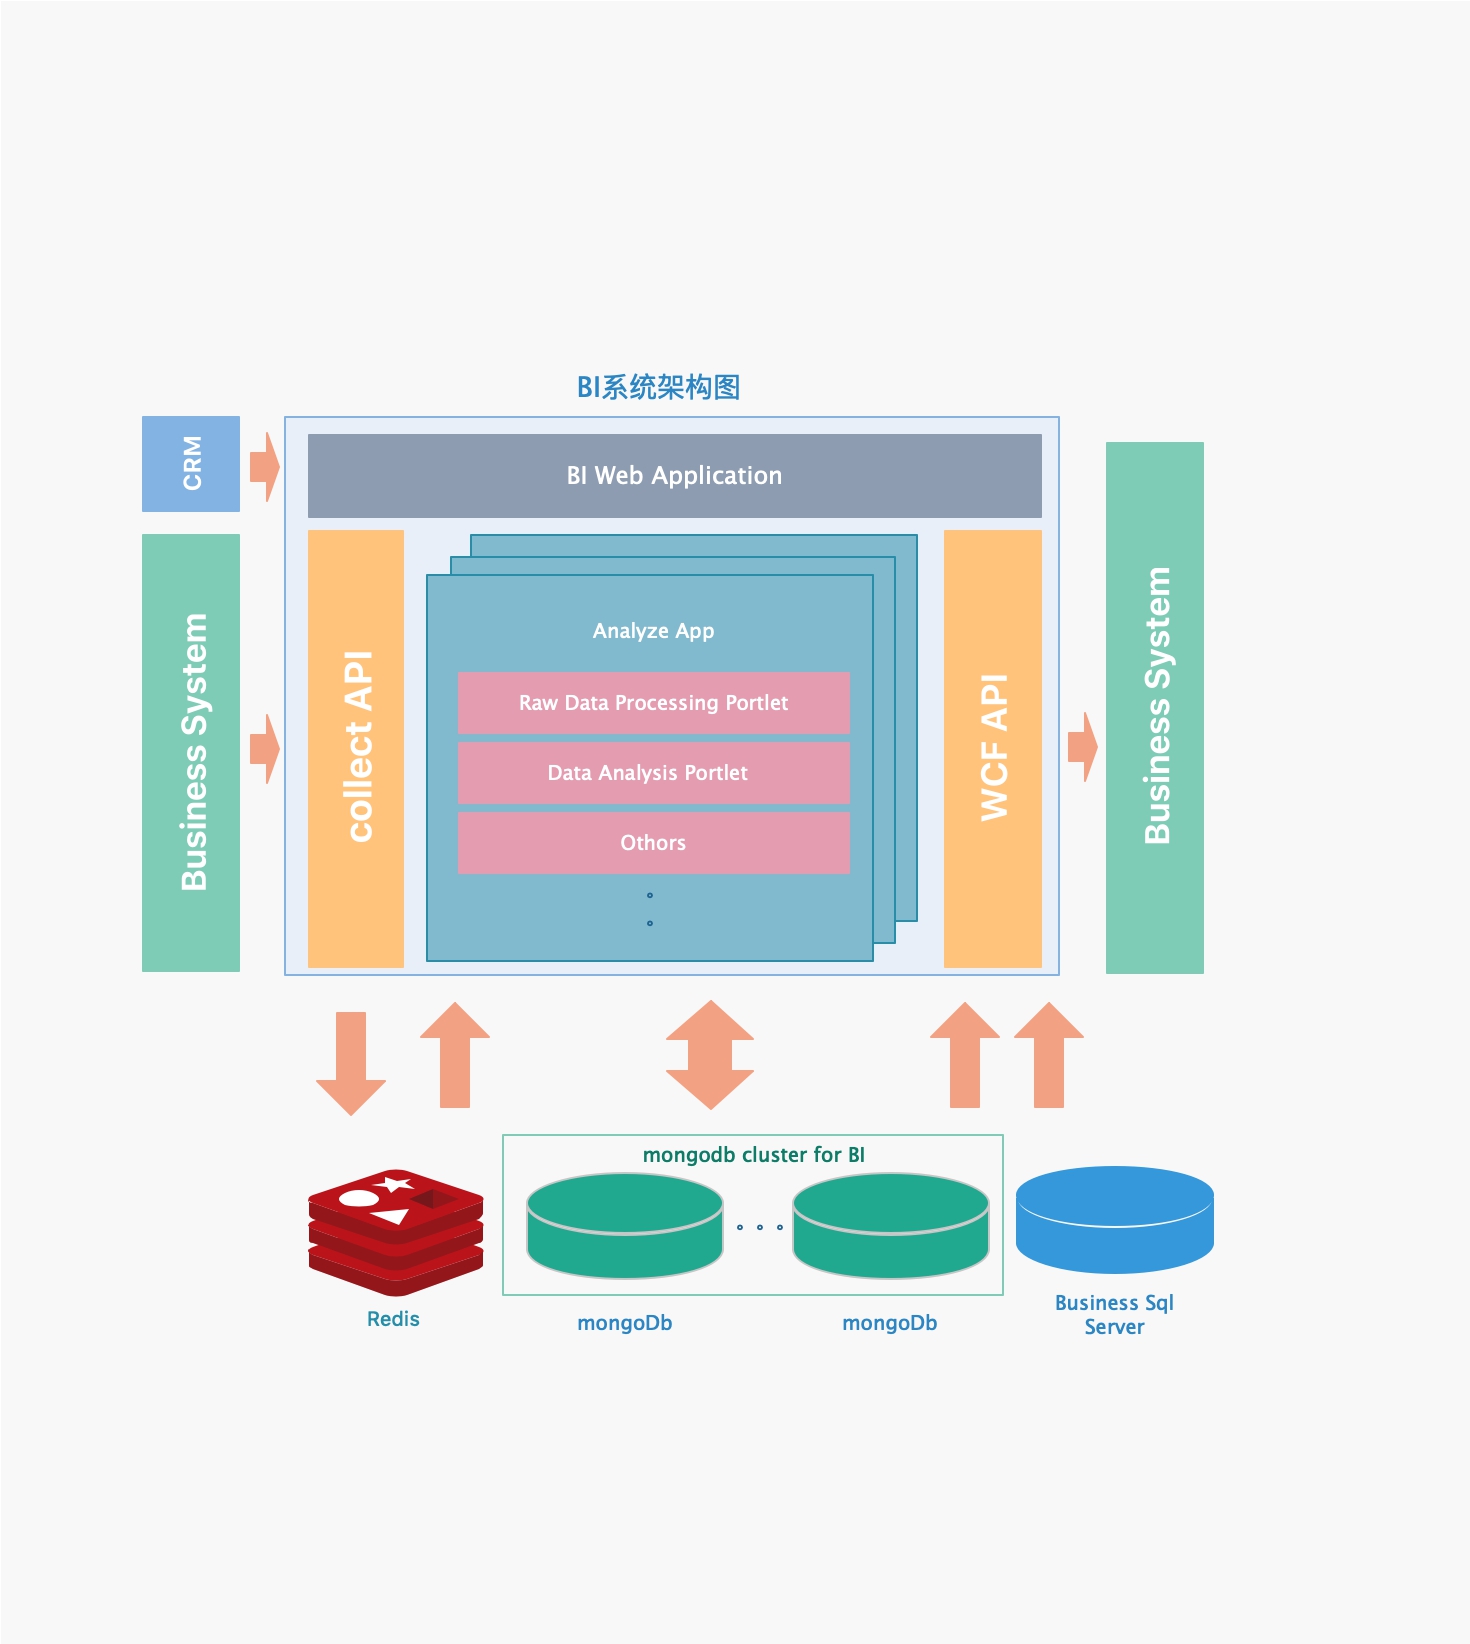 BI系统架构图
CRM
BI Web Application
Business System
collect API
Analyze App
Raw Data Processing Portlet
Data Analysis Portlet
Othors
WCF API
Business System
mongodb cluster for BI
Redis
mongoDb
mongoDb
Business Sql
Server